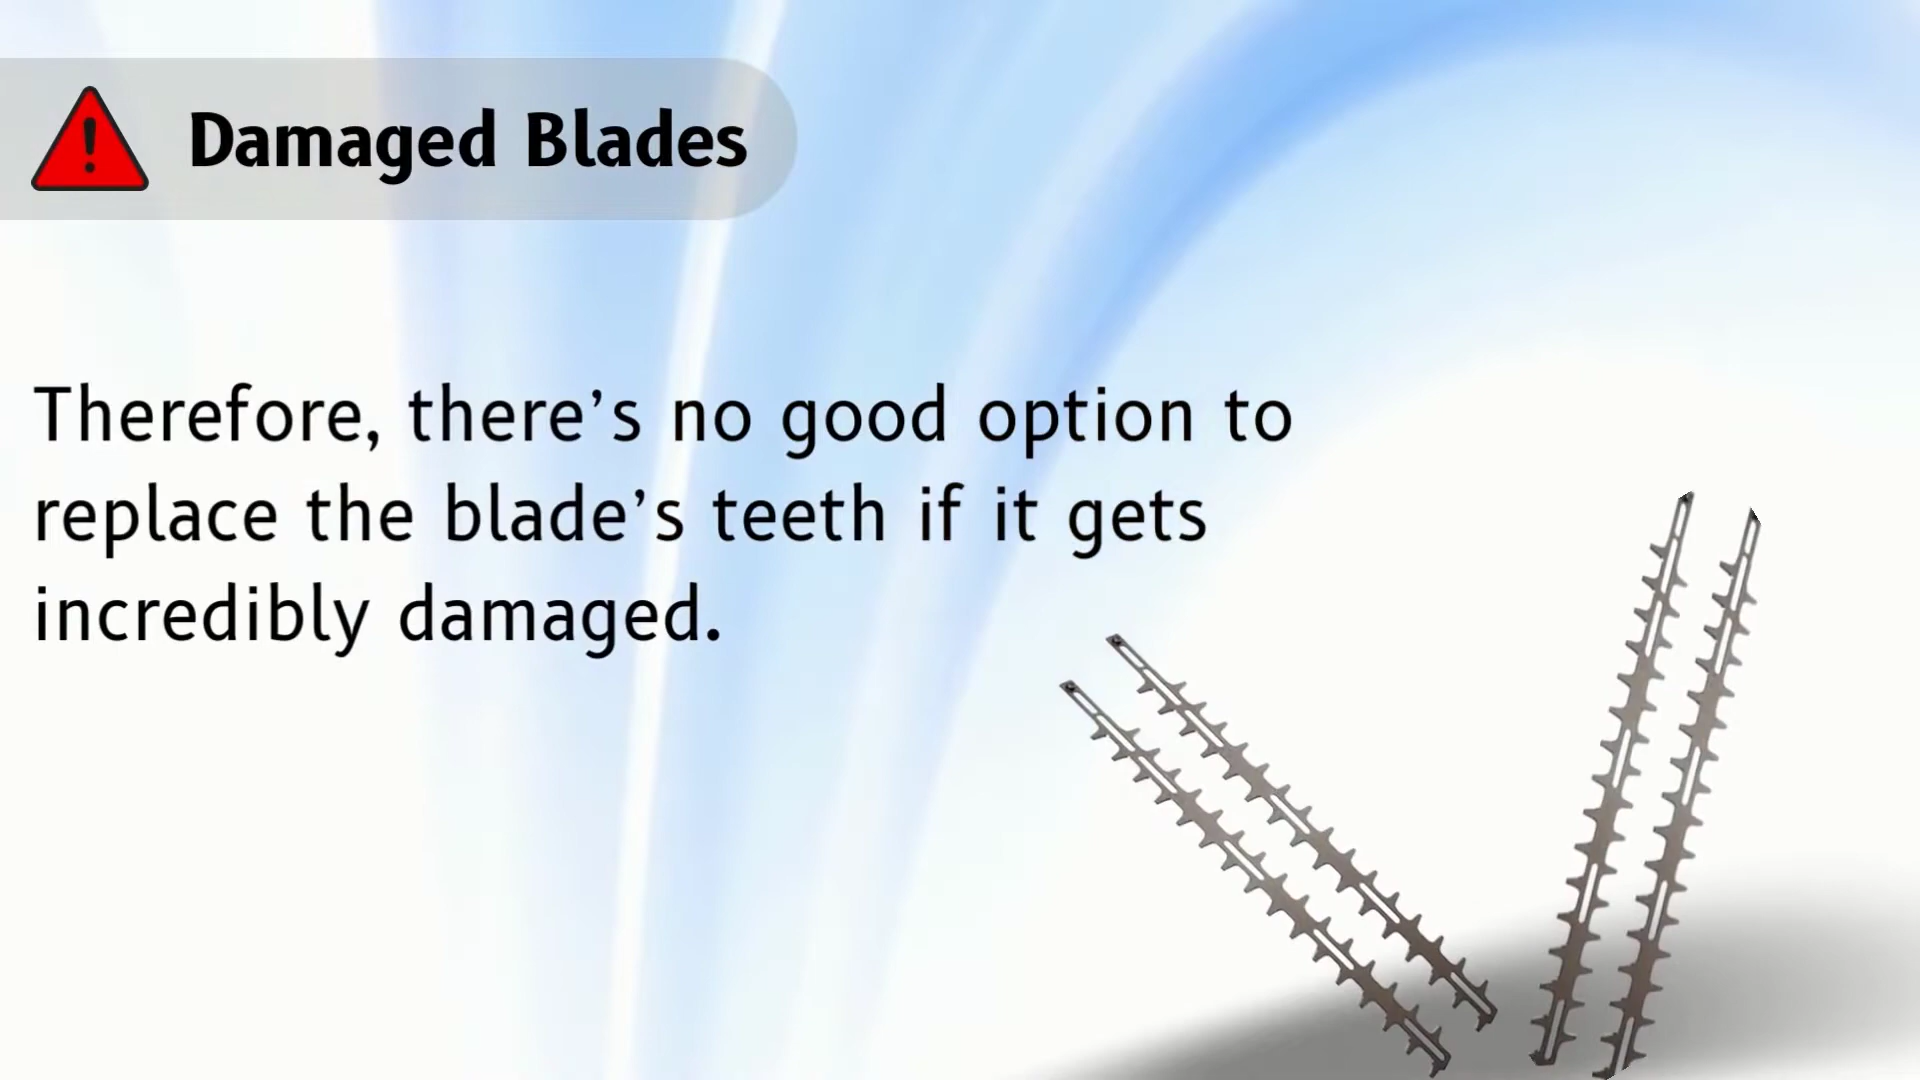 Damaged Blades
Therefore, there's no good option to
replace the blade's teeth if it gets
incredibly damaged.